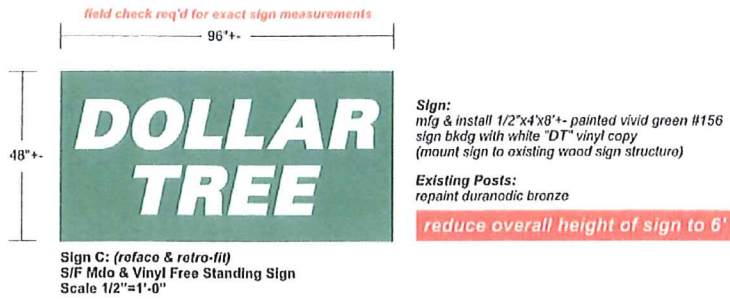 field check req'd for exact sign measurements
96"+-
48"+-
DOLLAR
TREE
Sign:
mfg & install 1/2"x4'x8'+- painted vivid green #156
sign bkdg with white "DT" vinyl copy
(mount sign to existing wood sign structure)
Existing Posts:
repaint duranodic bronze
reduce overall height of sign to 6'
Sign C: (reface & retro-fit)
S/F Mdo & Vinyl Free Standing Sign
Scale 1/2"=1'-0"